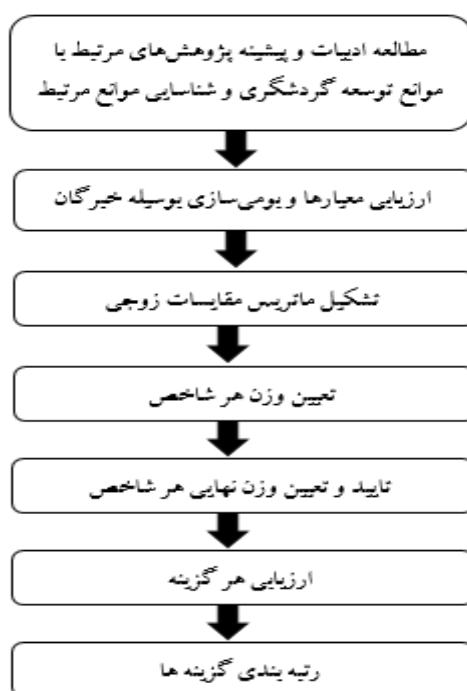 مطالعه ادبیات و پیشینه پژوهش‌های مرتبط با
موانع توسعه گردشگری و شناسایی موانع مرتبط
ارزیابی معیارها و بومی‌سازی بوسیله خبرگان
تشکیل ماتریس مقایسات زوجی
تعیین وزن هر شاخص
تایید و تعیین وزن نهایی هر شاخص
ارزیابی هر گزینه
رتبه بندی گزینه ها